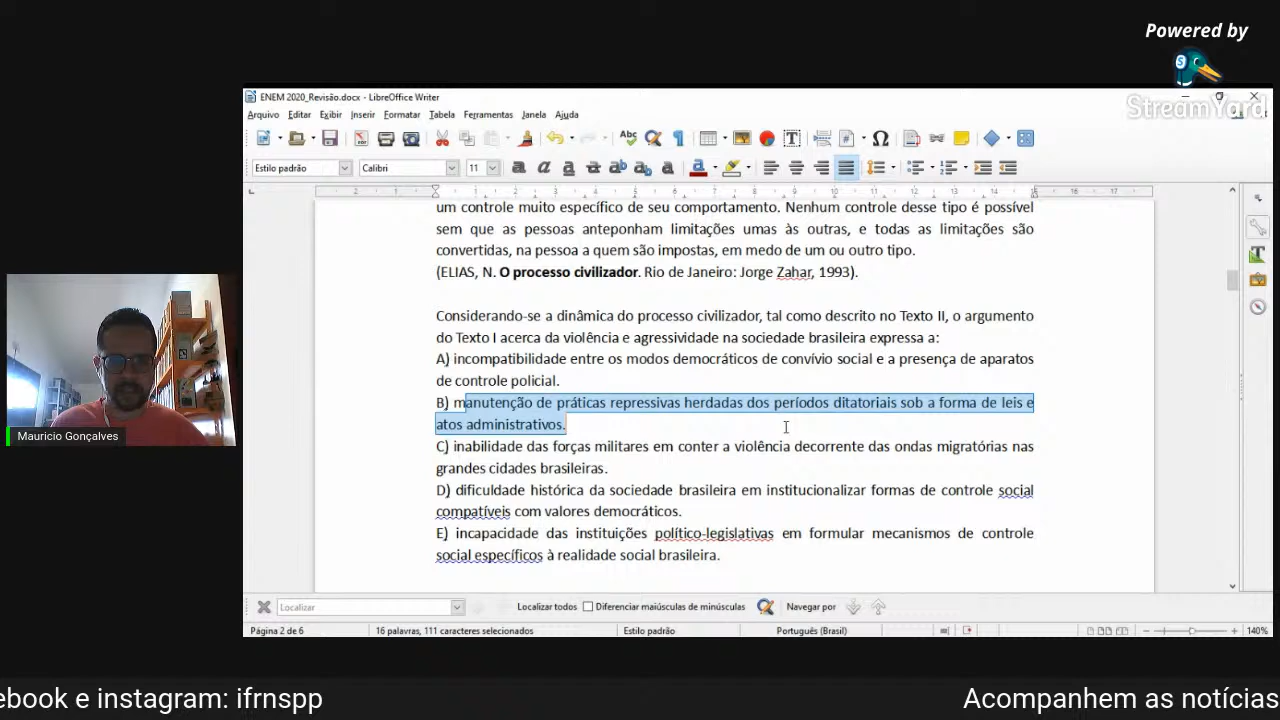 Powered by
StreamYard
ENEM 2020_Revisão.docx - LibreOffice Writer
Arquivo Editar Exibir Inserir Formatar Tabela Ferramentas Janela Ajuda
Estilo padrão Calibri 11
um controle muito específico de seu comportamento. Nenhum controle desse tipo é possível
sem que as pessoas anteponham limitações umas às outras, e todas as limitações são
convertidas, na pessoa a quem são impostas, em medo de um ou outro tipo.
(ELIAS, N. O processo civilizador. Rio de Janeiro: Jorge Zahar, 1993).
Considerando-se a dinâmica do processo civilizador, tal como descrito no Texto II, o argumento
do Texto I acerca da violência e agressividade na sociedade brasileira expressa a:
A) incompatibilidade entre os modos democráticos de convívio social e a presença de aparatos
de controle policial.
B) manutenção de práticas repressivas herdadas dos períodos ditatoriais sob a forma de leis e
atos administrativos.
C) inabilidade das forças militares em conter a violência decorrente das ondas migratórias nas
grandes cidades brasileiras.
D) dificuldade histórica da sociedade brasileira em institucionalizar formas de controle social
compatíveis com valores democráticos.
E) incapacidade das instituições político-legislativas em formular mecanismos de controle
social específicos à realidade social brasileira.
Mauricio Gonçalves
Localizar Localizar todos Diferenciar maiúsculas de minúsculas Navegar por
Página 2 de 6 16 palavras, 111 caracteres selecionados Estilo padrão Português (Brasil) 140%
ebook e instagram: ifrnspp Acompanhem as notícias